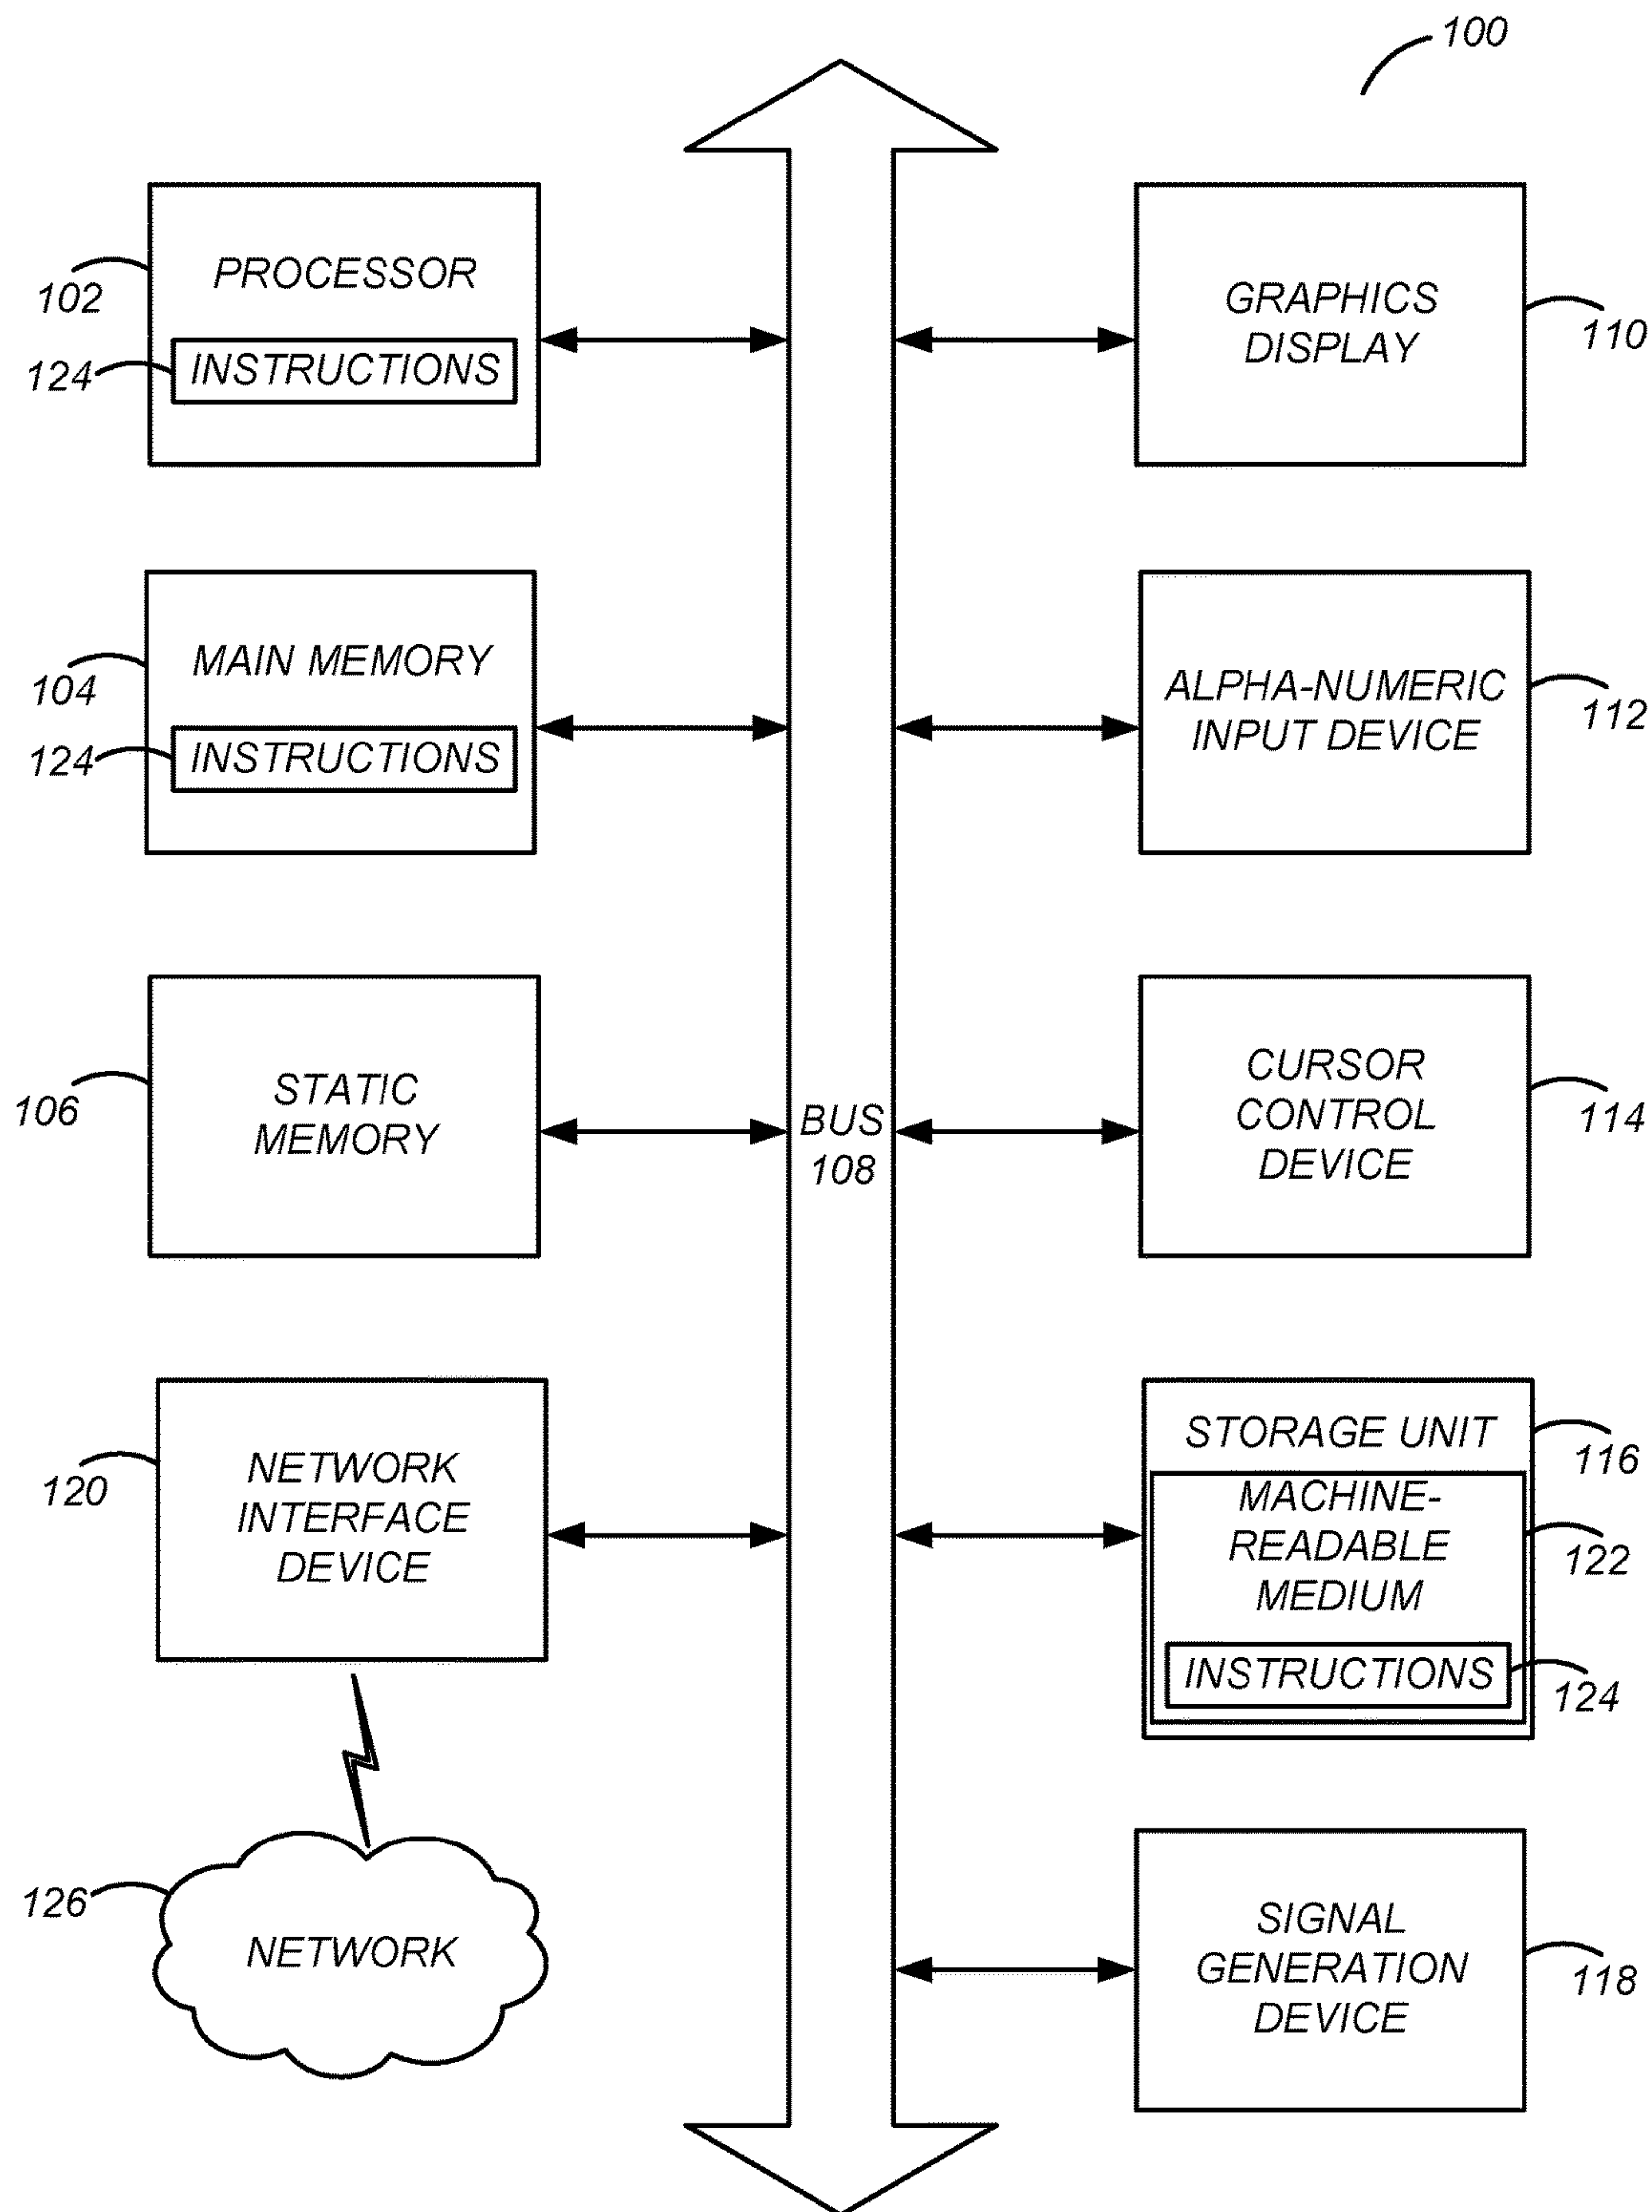 100
PROCESSOR
102
124
INSTRUCTIONS
GRAPHICS
DISPLAY
110
MAIN MEMORY
104
124
INSTRUCTIONS
ALPHA-NUMERIC
INPUT DEVICE
112
STATIC
MEMORY
106
BUS
108
CURSOR
CONTROL
DEVICE
114
NETWORK
INTERFACE
DEVICE
120
STORAGE UNIT
116
MACHINE-
READABLE
MEDIUM
122
INSTRUCTIONS
124
126
NETWORK
SIGNAL
GENERATION
DEVICE
118